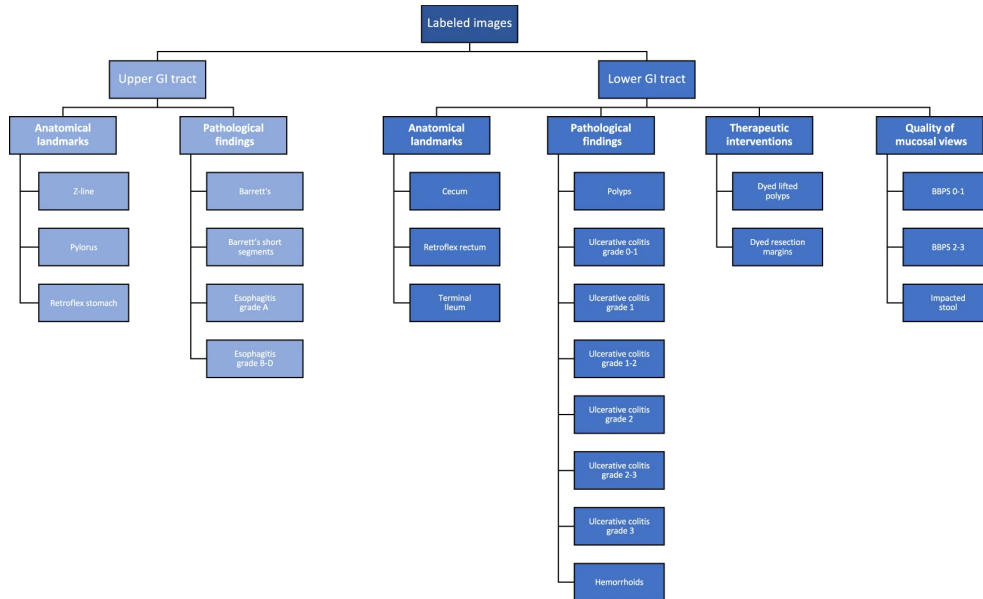 Labeled images
Upper GI tract
Lower GI tract
Anatomical
landmarks
Z-line
Pylorus
Retroflex stomach
Pathological
findings
Barrett's
Barrett's short
segments
Esophagitis
grade A
Esophagitis
grade B-D
Anatomical
landmarks
Cecum
Retroflex rectum
Terminal
Ileum
Pathological
findings
Polyps
Ulcerative colitis
grade 0-1
Ulcerative colitis
grade 1
Ulcerative colitis
grade 1-2
Ulcerative colitis
grade 2
Ulcerative colitis
grade 2-3
Ulcerative colitis
grade 3
Hemorrhoids
Therapeutic
interventions
Dyed lifted
polyps
Dyed resection
margins
Quality of
mucosal views
BBPS 0-1
BBPS 2-3
Impacted
stool